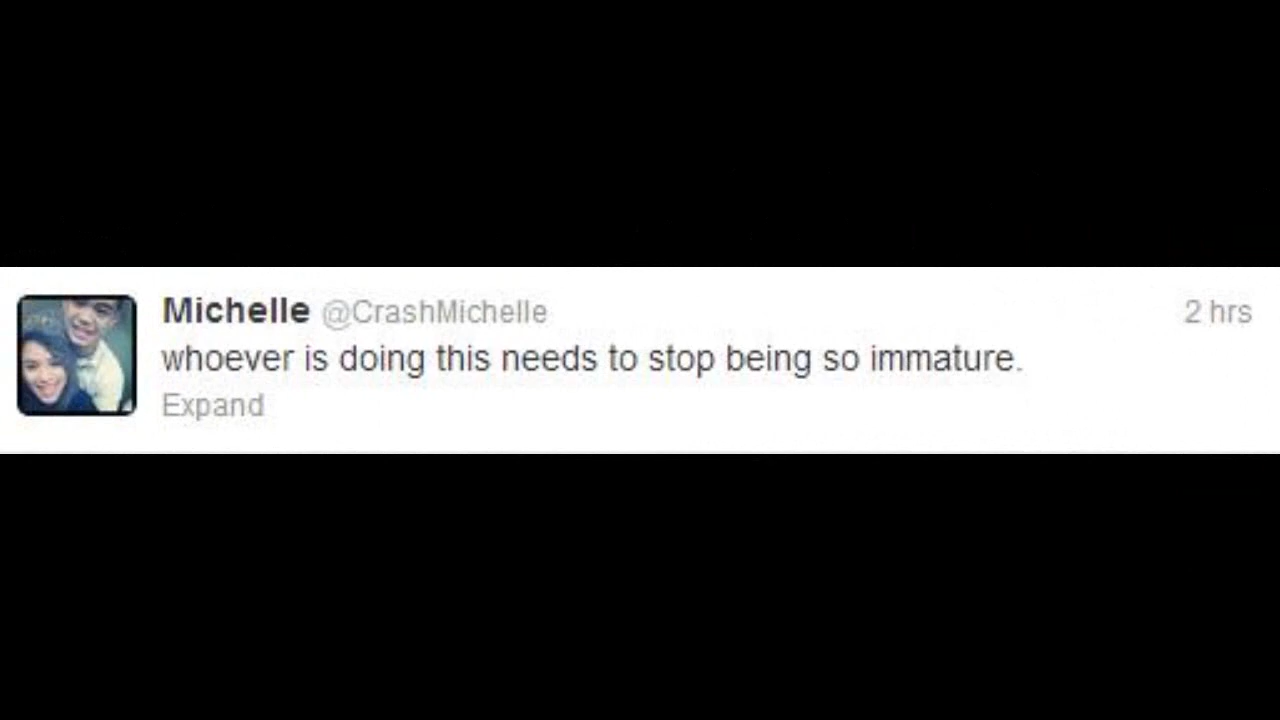 Michelle @CrashMichelle 2 hrs
whoever is doing this needs to stop being so immature.
Expand